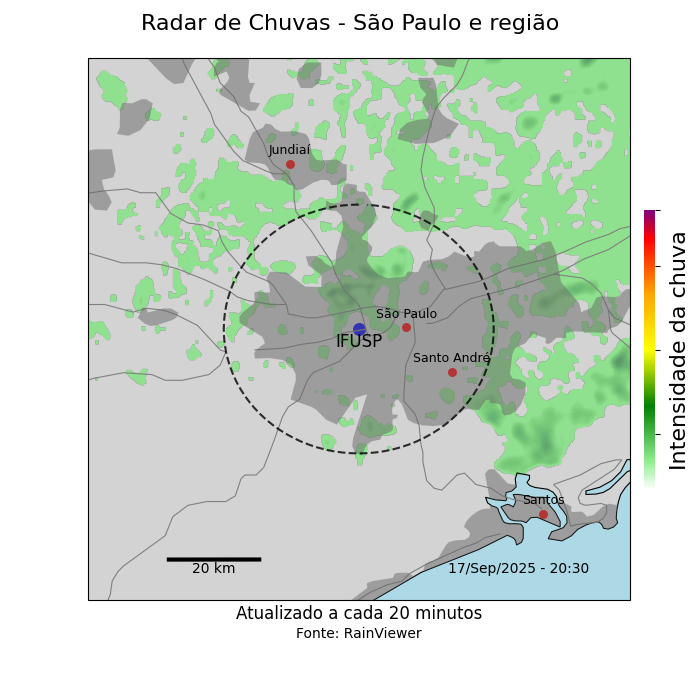 Radar de Chuvas - São Paulo e região
Jundiaí
São Paulo
IFUSP
Santo André
Santos
20 km
17/Sep/2025 - 20:30
Intensidade da chuva
Atualizado a cada 20 minutos
Fonte: RainViewer